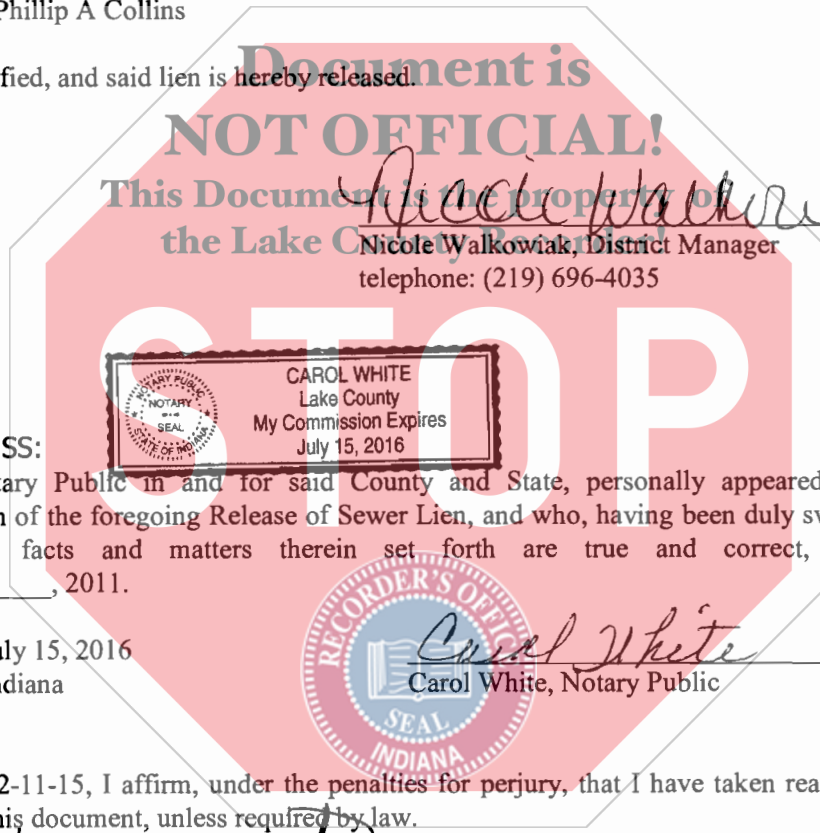 Phillip A Collins
fied, and said lien is hereby released.
Document is
NOT OFFICIAL!
This Document is the property of
the Lake County Recorder!
Nicole Walkowiak
Nicole Walkowiak, District Manager
telephone: (219) 696-4035
STOP
CAROL WHITE
Lake County
My Commission Expires
July 15, 2016
NOTARY PUBLIC
NOTARY
SEAL
STATE OF INDIANA
SS:
tary Public in and for said County and State, personally appeared
n of the foregoing Release of Sewer Lien, and who, having been duly sw
facts and matters therein set forth are true and correct,
, 2011.
RECORDER'S OFFICE
SEAL
INDIANA
uly 15, 2016
ndiana
Carol White
Carol White, Notary Public
2-11-15, I affirm, under the penalties for perjury, that I have taken rea
his document, unless required by law.